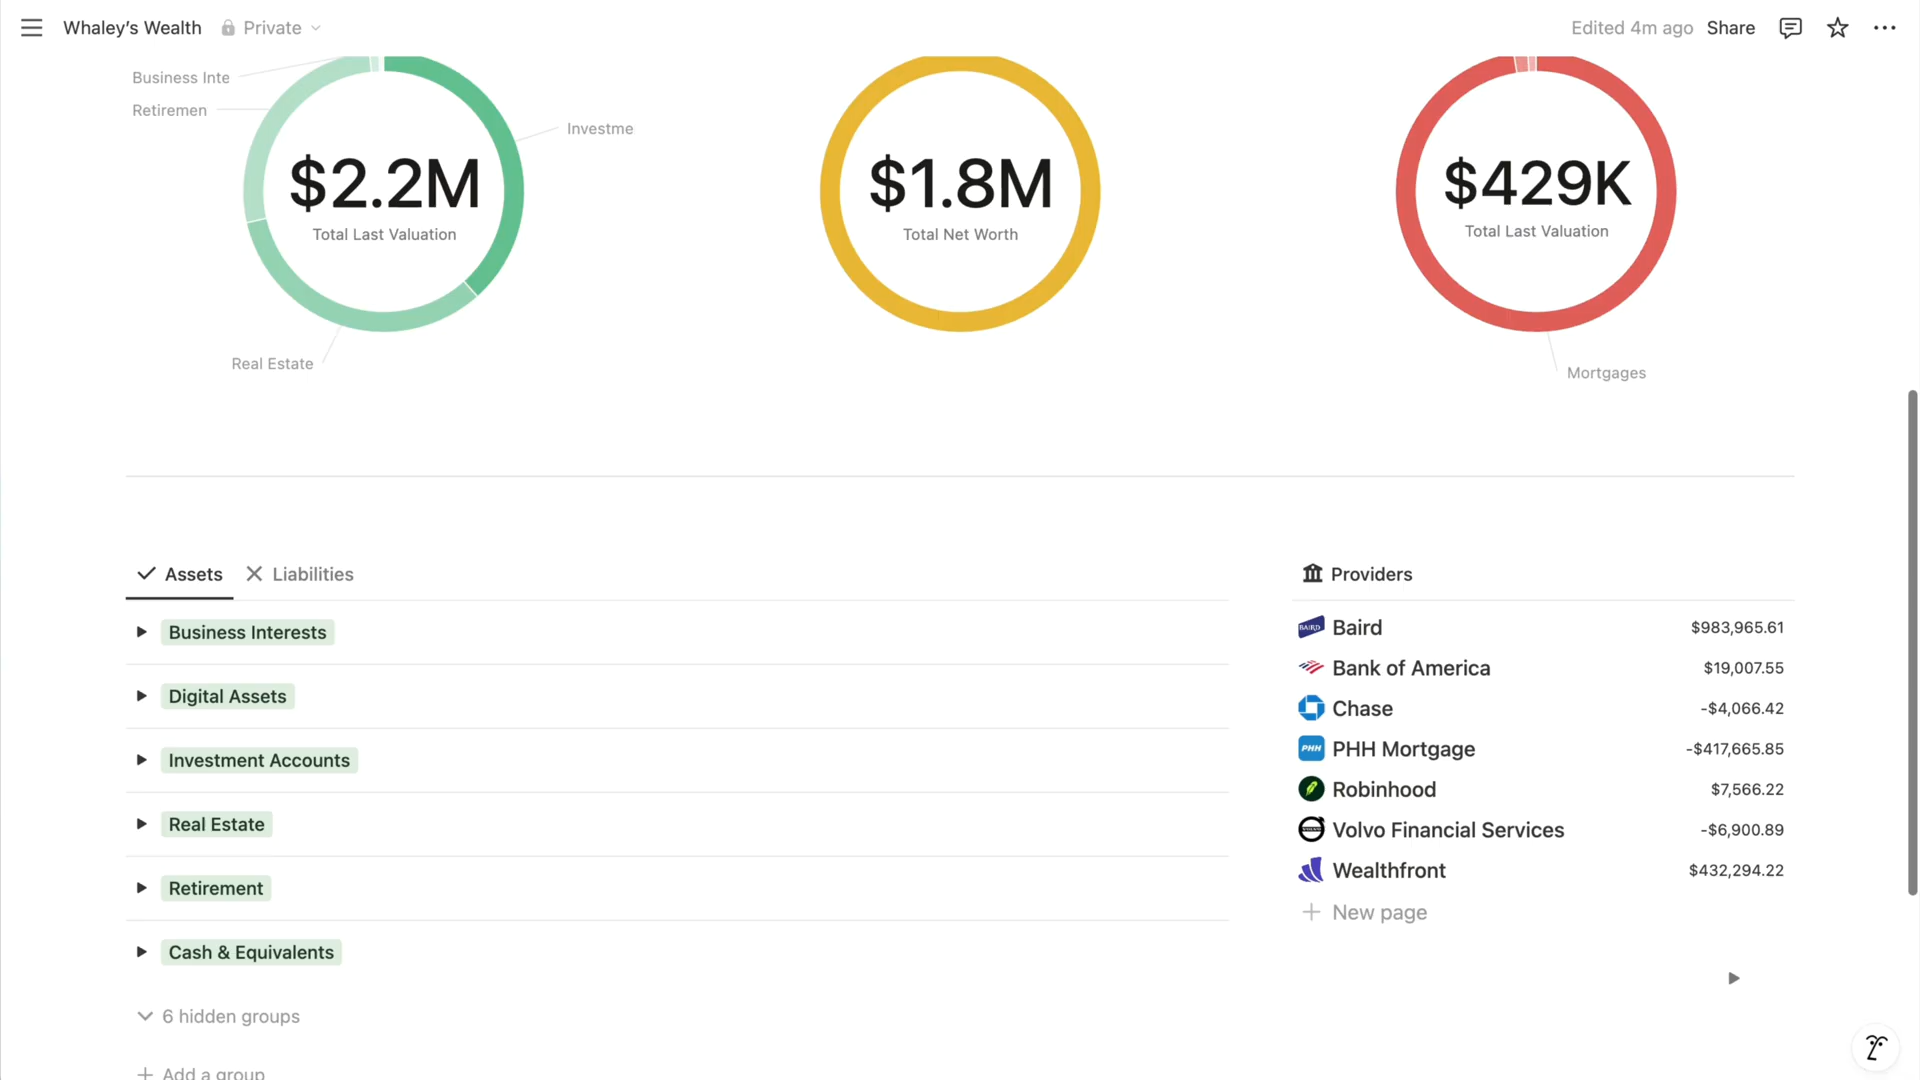 Whaley's Wealth
Private
Edited 4m ago
Share
Business Inte
Retiremen
Investme
$2.2M
Total Last Valuation
Real Estate
$1.8M
Total Net Worth
$429K
Total Last Valuation
Mortgages
Assets
Liabilities
Business Interests
Digital Assets
Investment Accounts
Real Estate
Retirement
Cash & Equivalents
6 hidden groups
Add a group
Providers
BAIRD
Baird $983,965.61
Bank of America $19,007.55
Chase -$4,066.42
PHH
PHH Mortgage -$417,665.85
Robinhood $7,566.22
Volvo Financial Services -$6,900.89
Wealthfront $432,294.22
New page